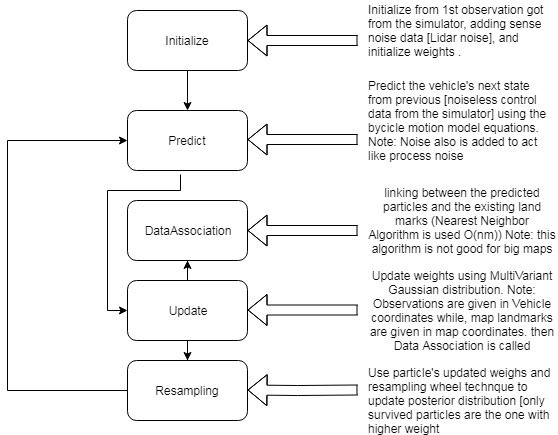 Initialize
Initialize from 1st observation got
from the simulator, adding sense
noise data [Lidar noise], and
initialize weights .
Predict
Predict the vehicle's next state
from previous [noiseless control
data from the simulator] using the
bycicle motion model equations.
Note: Noise also is added to act
like process noise
DataAssociation
linking between the predicted
particles and the existing land
marks (Nearest Neighbor
Algorithm is used O(nm)) Note: this
algorithm is not good for big maps
Update
Update weights using MultiVariant
Gaussian distribution. Note:
Observations are given in Vehicle
coordinates while, map landmarks
are given in map coordinates. then
Data Association is called
Resampling
Use particle's updated weighs and
resampling wheel technque to
update posterior distribution [only
survived particles are the one with
higher weight